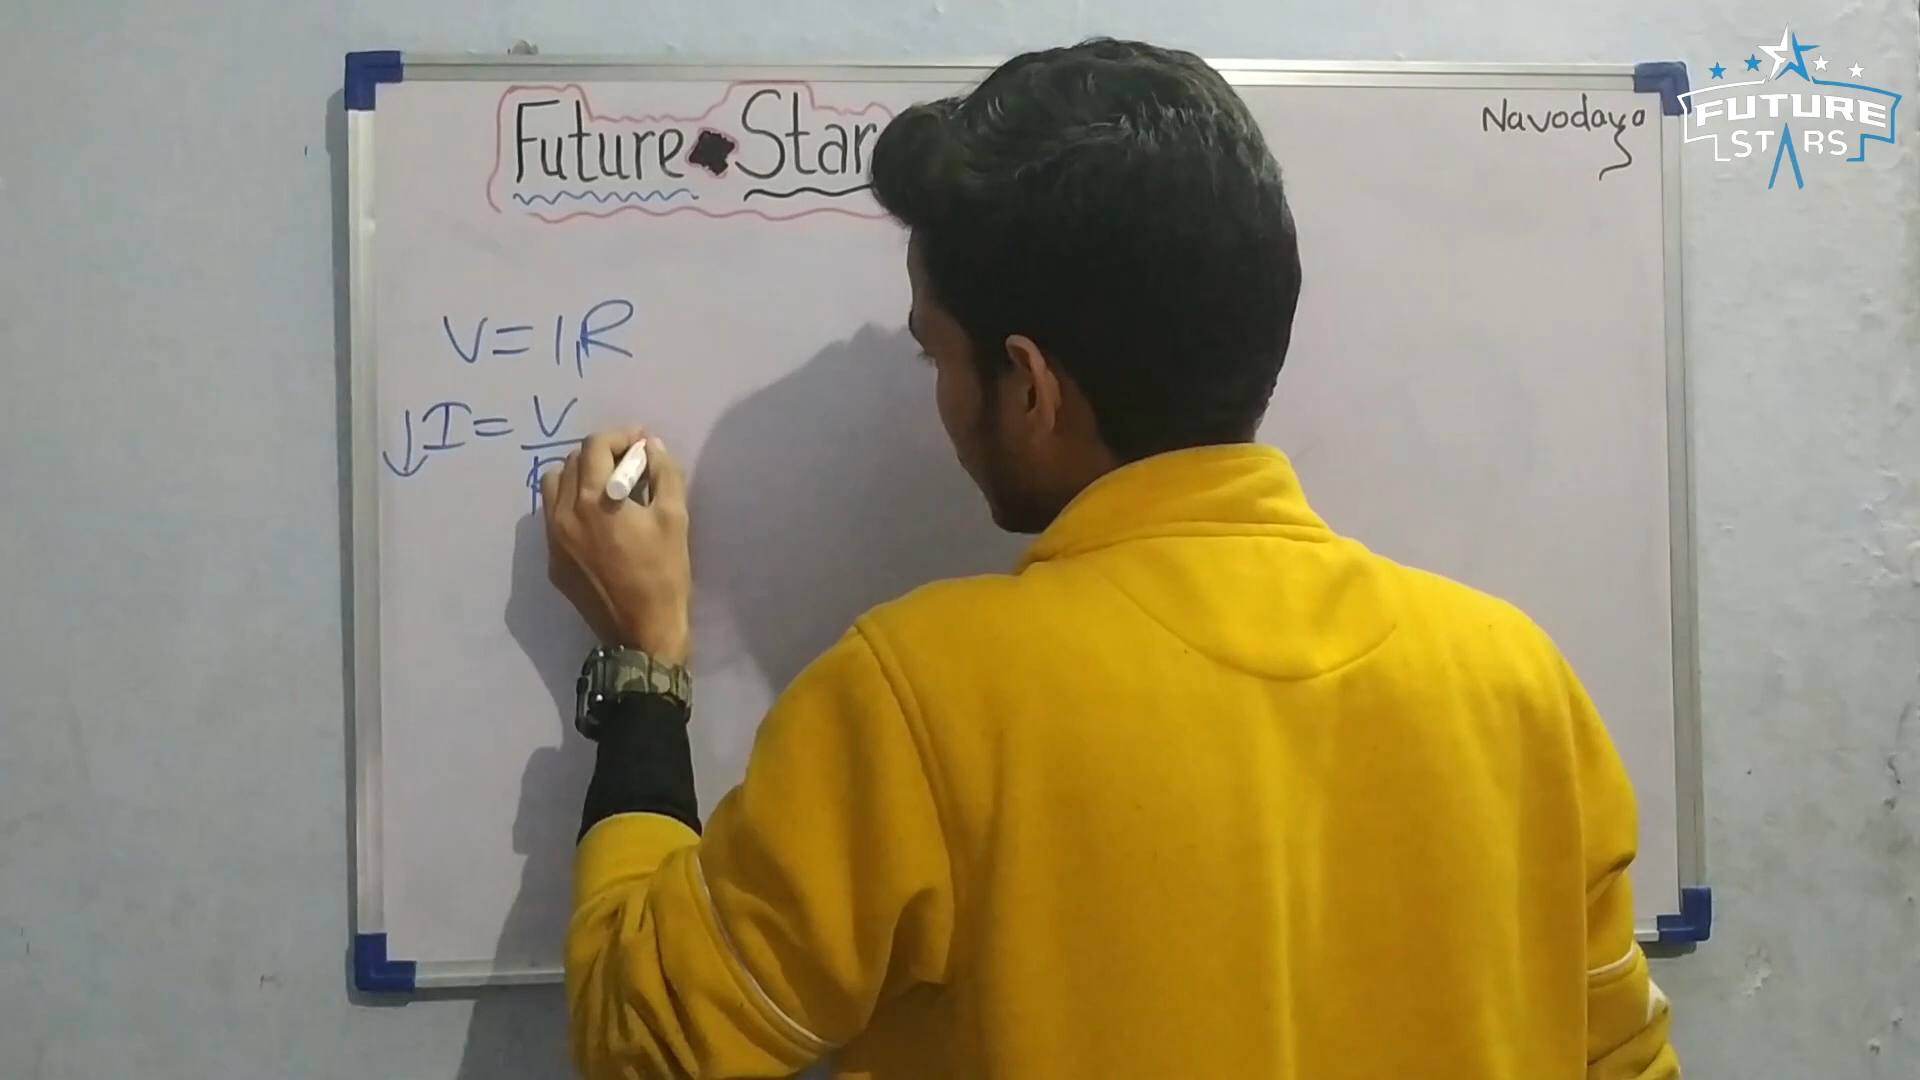 Future Star
Navodaya
FUTURE
STARS
V = IR
↓ I = V
R